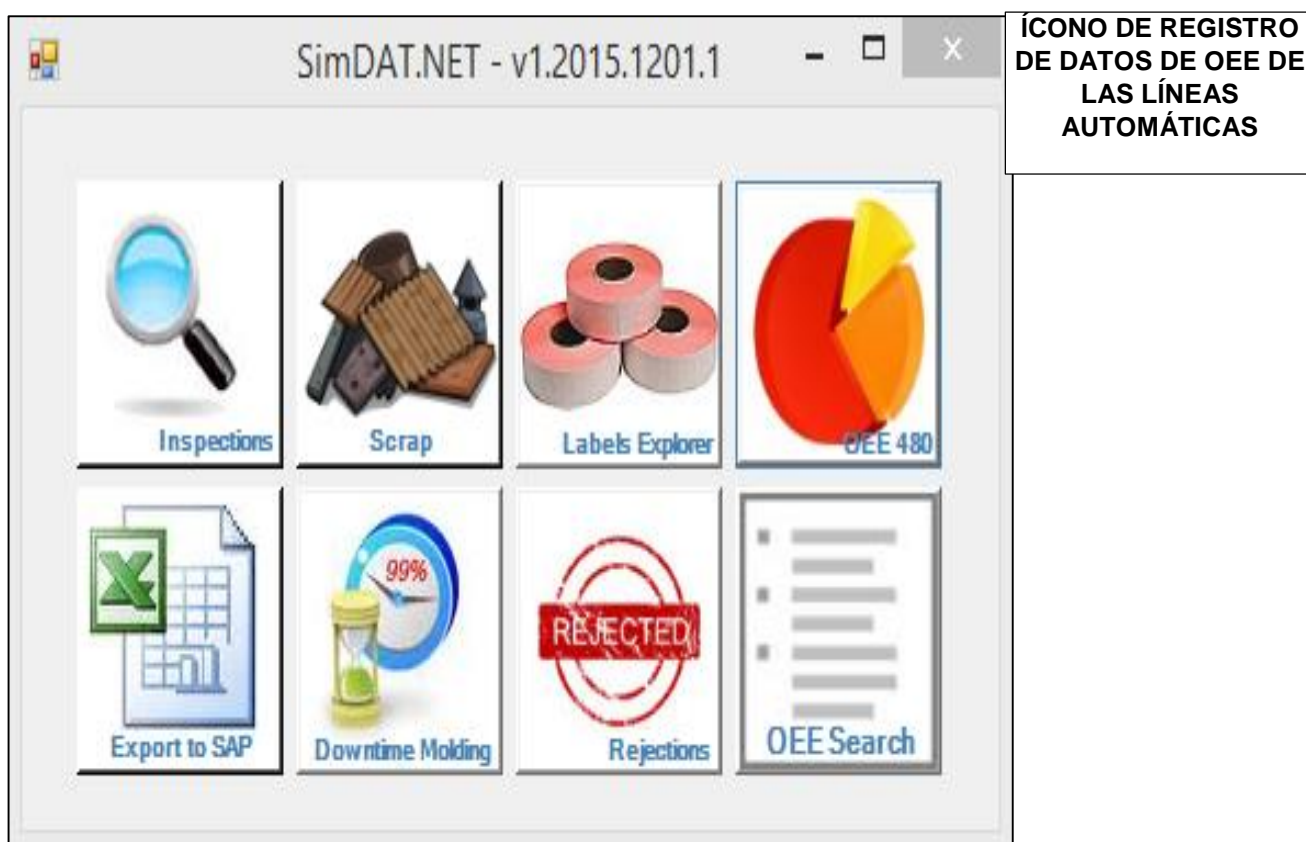 SimDAT.NET - v1.2015.1201.1
X
ÍCONO DE REGISTRO
DE DATOS DE OEE DE
LAS LÍNEAS
AUTOMÁTICAS
Inspections
Scrap
Labels Explorer
OEE 480
Export to SAP
99%
Downtime Molding
REJECTED
Rejections
OEE Search